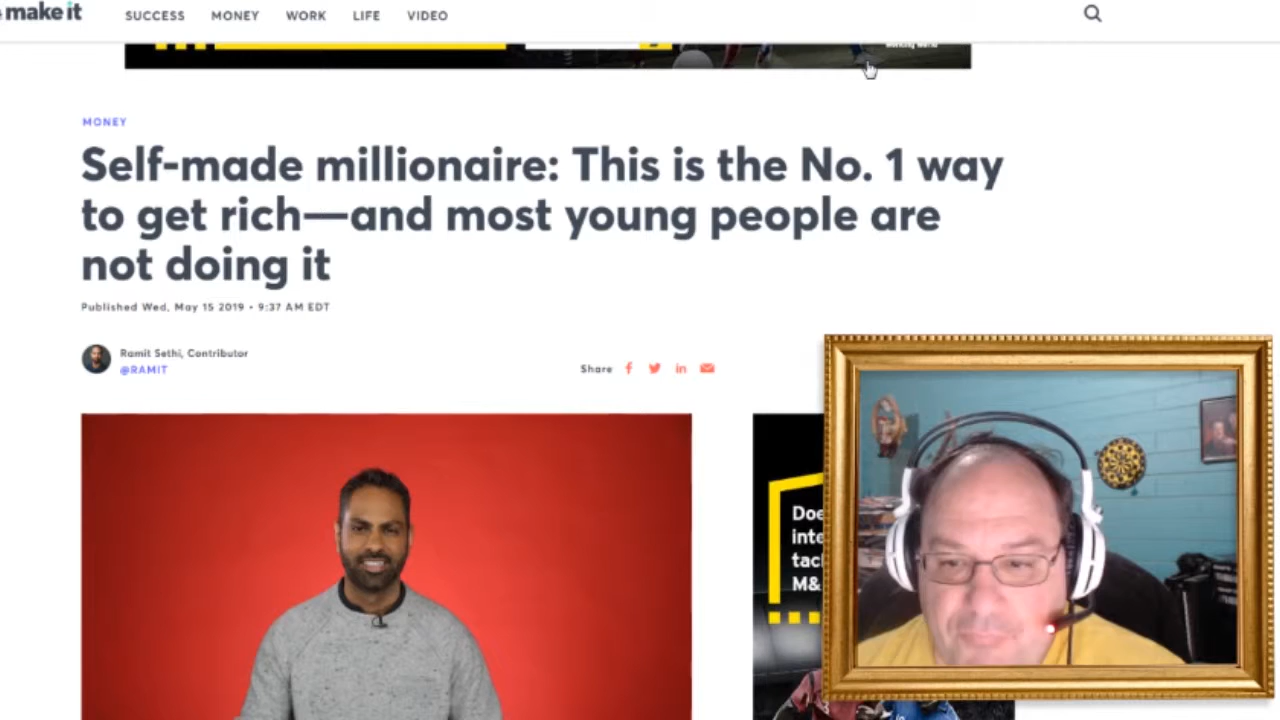 make it
SUCCESS MONEY WORK LIFE VIDEO
MONEY
Self-made millionaire: This is the No. 1 way
to get rich—and most young people are
not doing it
Published Wed, May 15 2019 • 9:37 AM EDT
Ramit Sethi, Contributor
@RAMIT
Share
Doe
inte
tac
M&